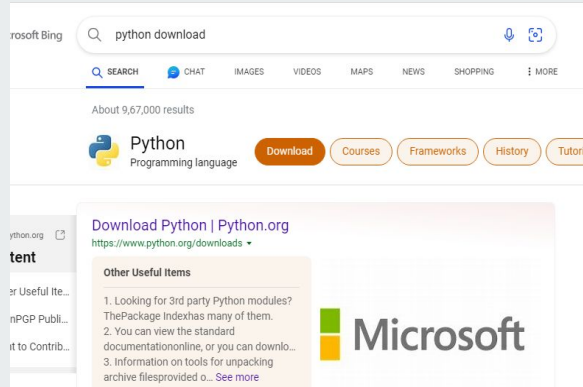 rosoft Bing
python download
SEARCH CHAT IMAGES VIDEOS MAPS NEWS SHOPPING MORE
About 9,67,000 results
Python
Programming language
Download Courses Frameworks History Tutori
Download Python | Python.org
https://www.python.org/downloads
ython.org
tent
er Useful Ite...
nPGP Publi...
t to Contrib...
Other Useful Items
1. Looking for 3rd party Python modules?
ThePackage Indexhas many of them.
2. You can view the standard
documentationonline, or you can downlo...
3. Information on tools for unpacking
archive filesprovided o... See more
Microsoft